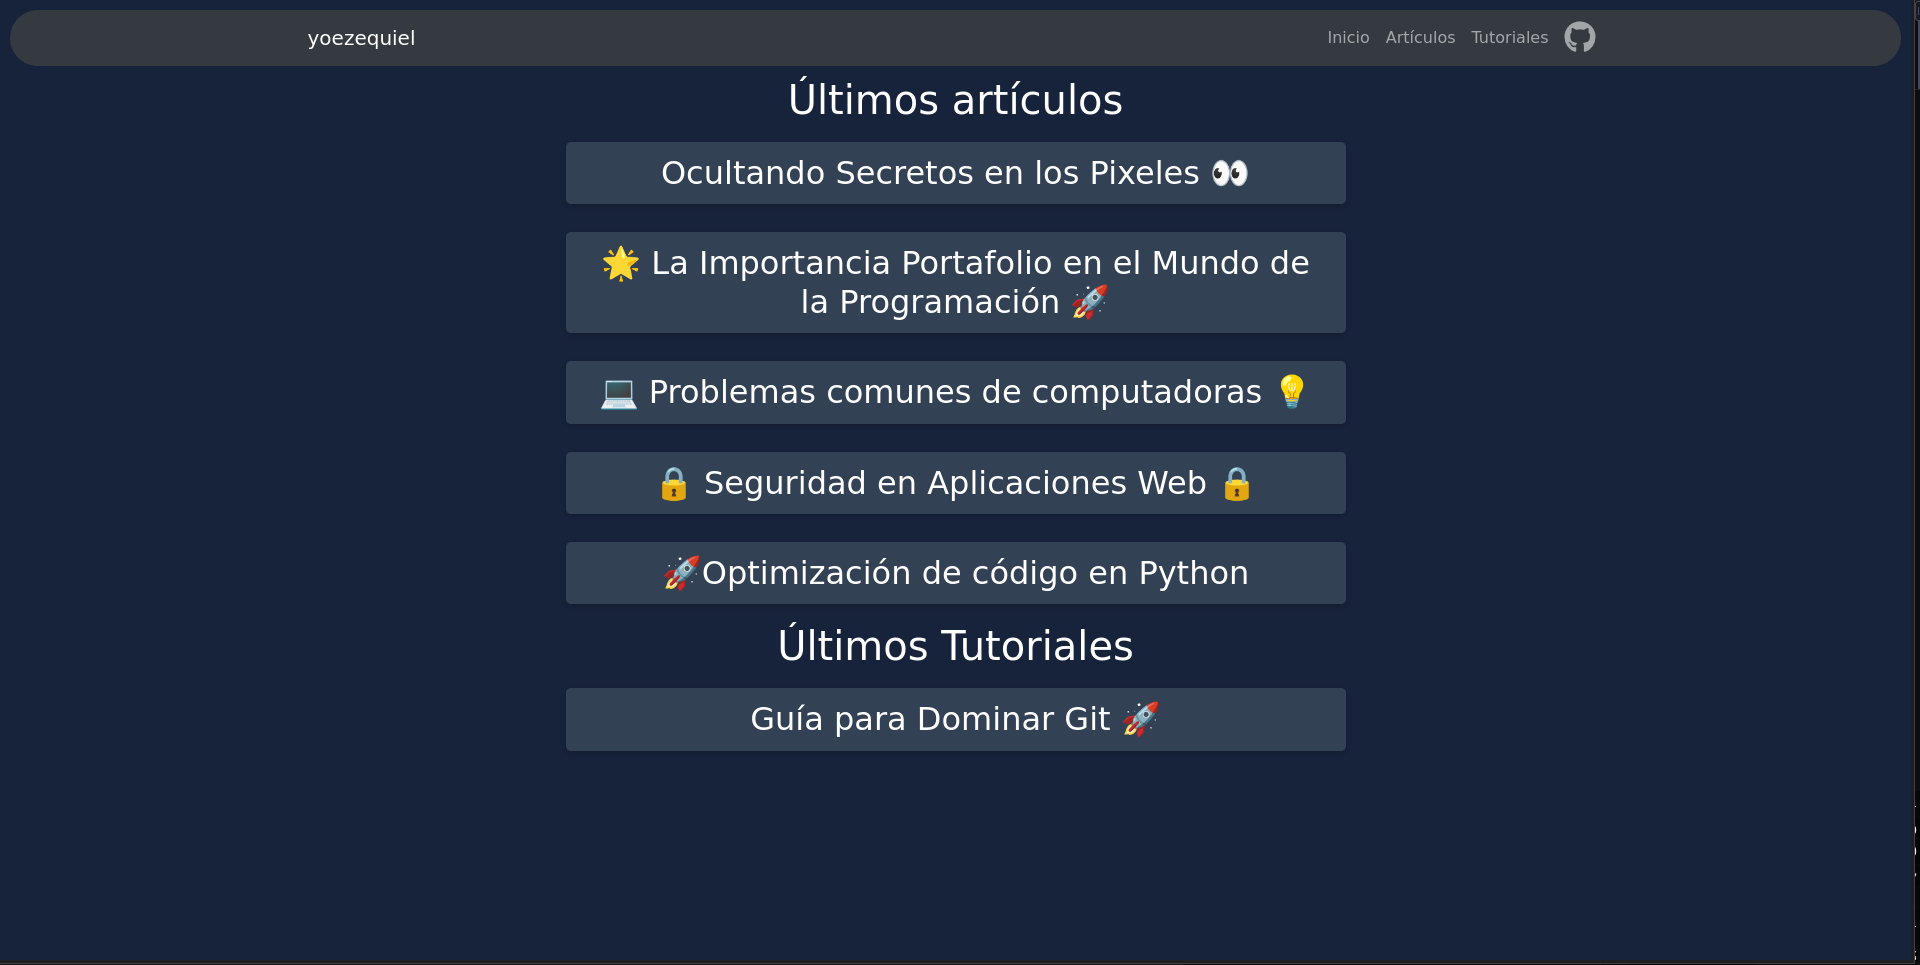 yoezequiel
Inicio Artículos Tutoriales
Últimos artículos
Ocultando Secretos en los Pixeles 👀
🌟 La Importancia Portafolio en el Mundo de
la Programación 🚀
💻 Problemas comunes de computadoras 💡
🔒 Seguridad en Aplicaciones Web 🔒
🚀Optimización de código en Python
Últimos Tutoriales
Guía para Dominar Git 🚀